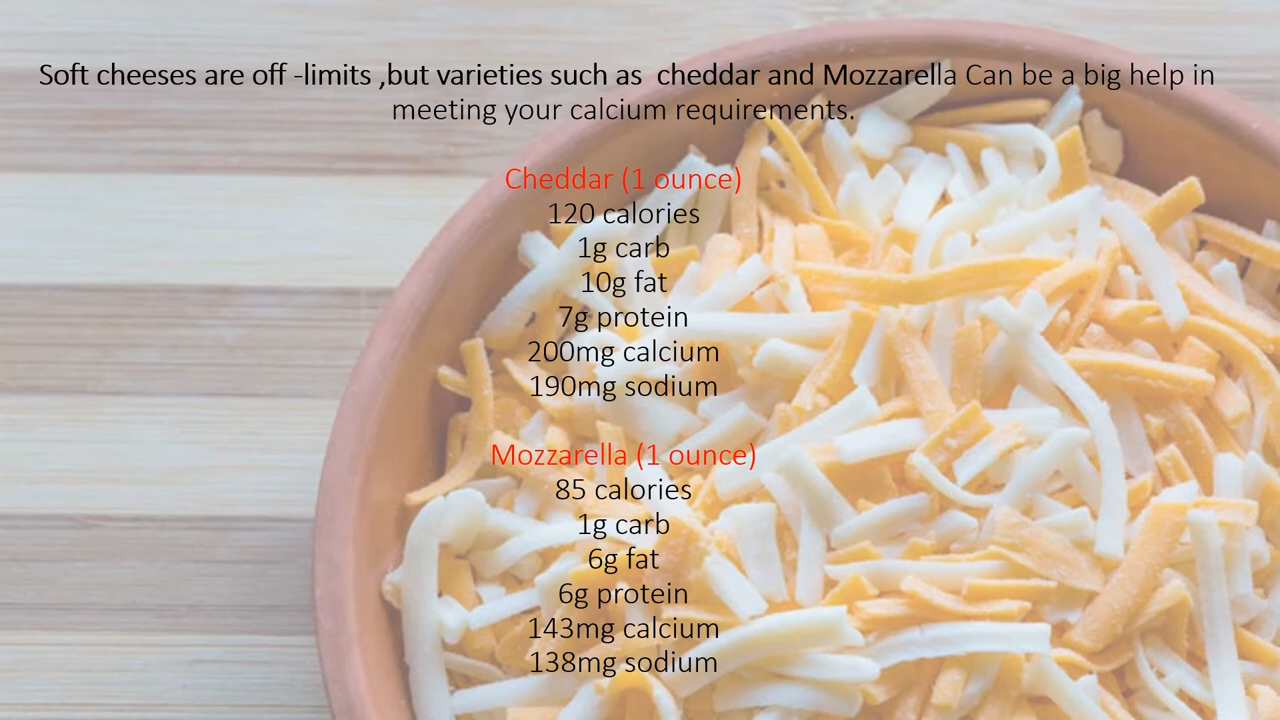 Soft cheeses are off -limits ,but varieties such as  cheddar and Mozzarella Can be a big help in
meeting your calcium requirements.
Cheddar (1 ounce)
120 calories
1g carb
10g fat
7g protein
200mg calcium
190mg sodium
Mozzarella (1 ounce)
85 calories
1g carb
6g fat
6g protein
143mg calcium
138mg sodium